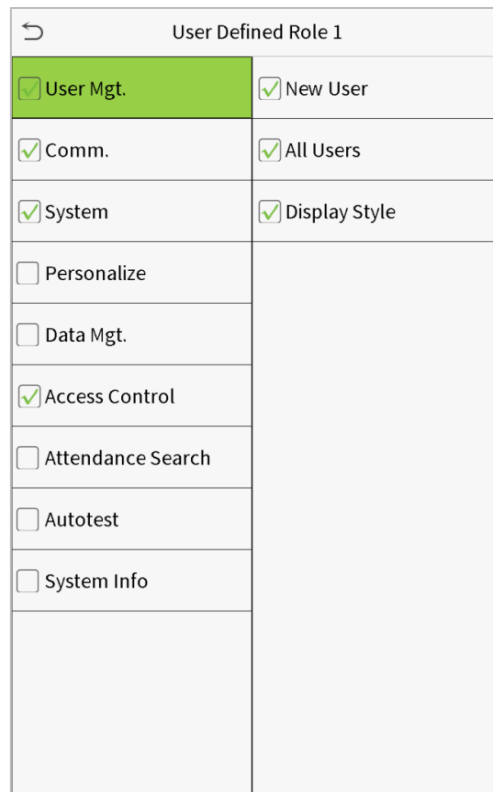 User Defined Role 1
User Mgt.
New User
Comm.
All Users
System
Display Style
Personalize
Data Mgt.
Access Control
Attendance Search
Autotest
System Info